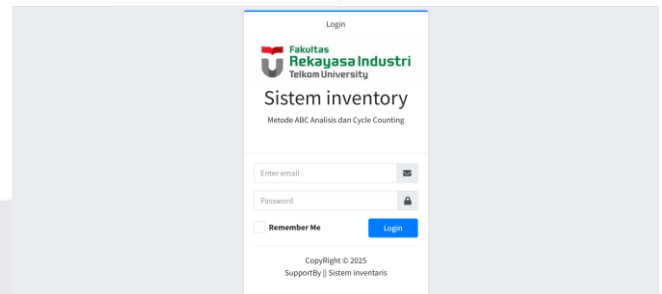 Login
Fakultas
Rekayasa Industri
Telkom University
Sistem inventory
Metode ABC Analisis dan Cycle Counting
Enter email
Password
Remember Me
Login
CopyRight © 2025
SupportBy || Sistem inventaris